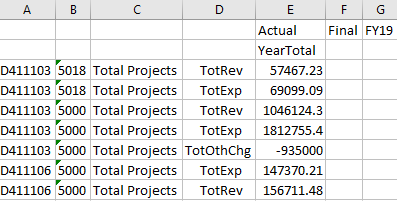 A B C D E F G
Actual Final FY19
YearTotal
D411103 5018 Total Projects TotRev 57467.23
D411103 5018 Total Projects TotExp 69099.09
D411103 5000 Total Projects TotRev 1046124.3
D411103 5000 Total Projects TotExp 1812755.4
D411103 5000 Total Projects TotOthChg -935000
D411106 5000 Total Projects TotExp 147370.21
D411106 5000 Total Projects TotRev 156711.48